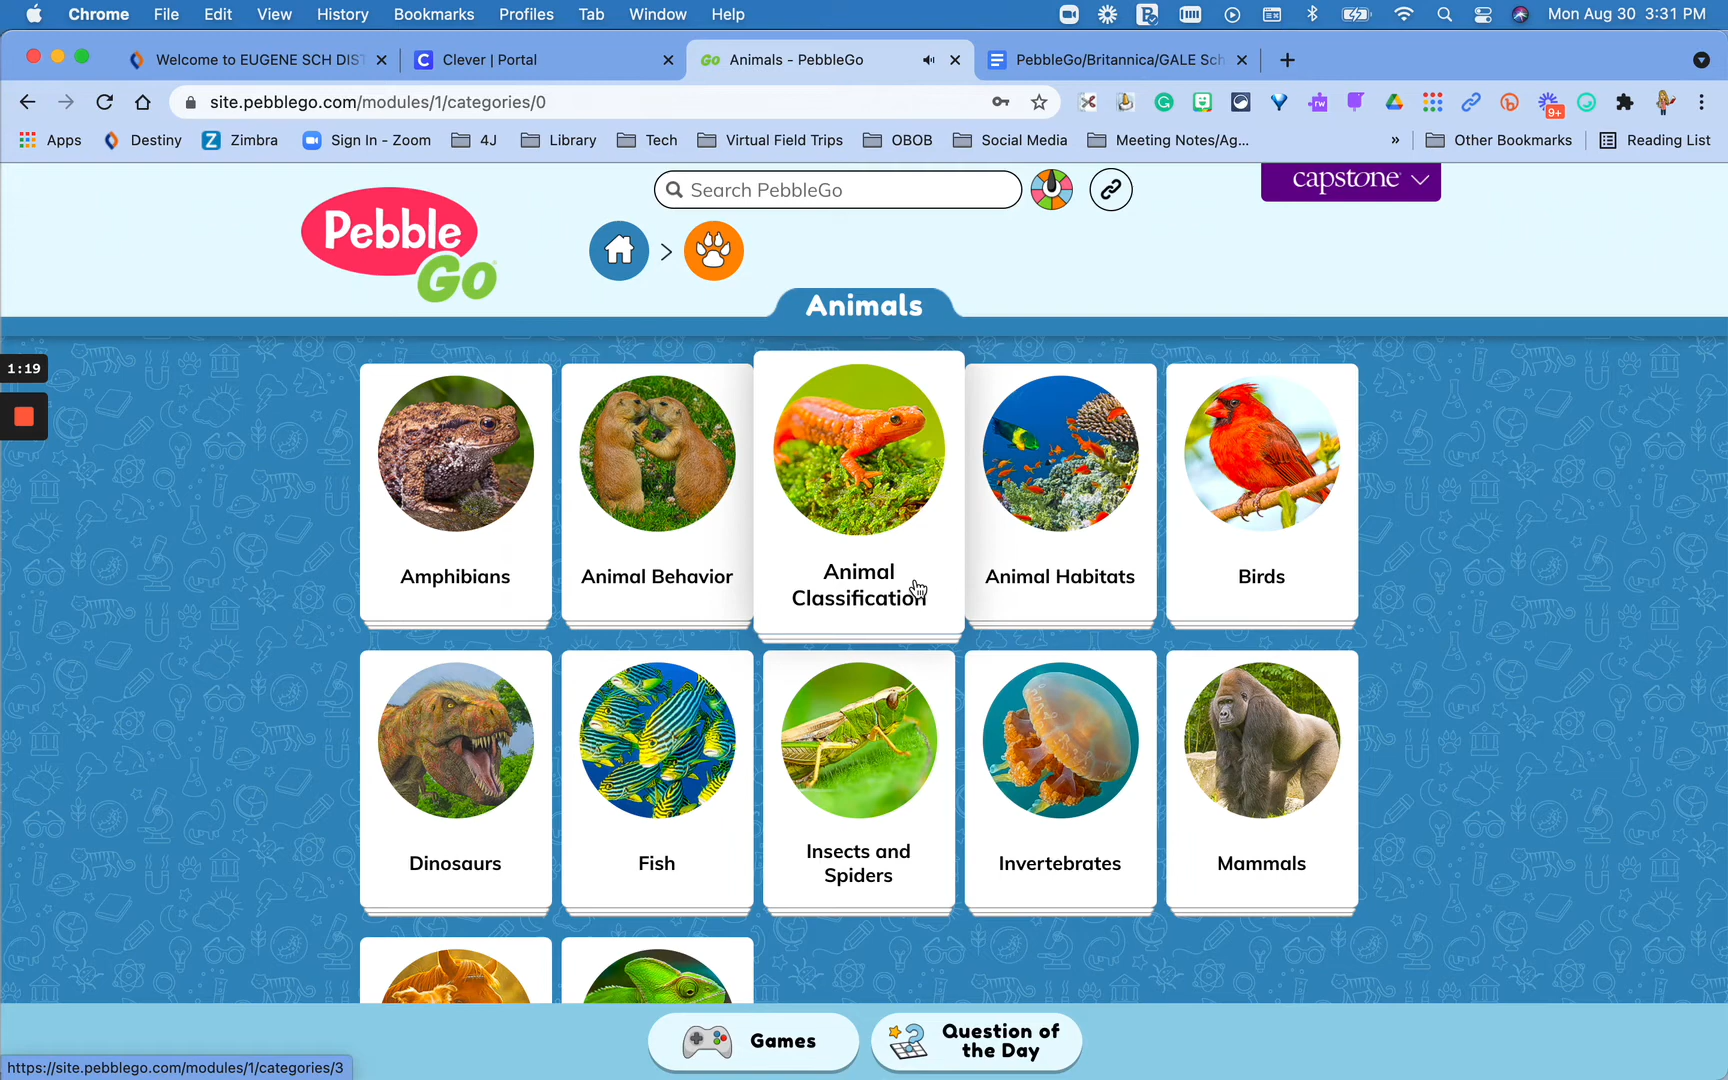 Chrome File Edit View History Bookmarks Profiles Tab Window Help Mon Aug 30 3:31 PM
Welcome to EUGENE SCH DIST Clever | Portal GO Animals - PebbleGo PebbleGo/Britannica/GALE Sch
site.pebblego.com/modules/1/categories/0 9+
Apps Destiny Zimbra Sign In - Zoom 4J Library Tech Virtual Field Trips OBOB Social Media Meeting Notes/Ag... » Other Bookmarks Reading List
Search PebbleGo
capstone
Pebble
Go
Animals
1:19
Amphibians
Animal Behavior
Animal
Classification
Animal Habitats
Birds
Dinosaurs
Fish
Insects and
Spiders
Invertebrates
Mammals
Games
Question of
the Day
https://site.pebblego.com/modules/1/categories/3